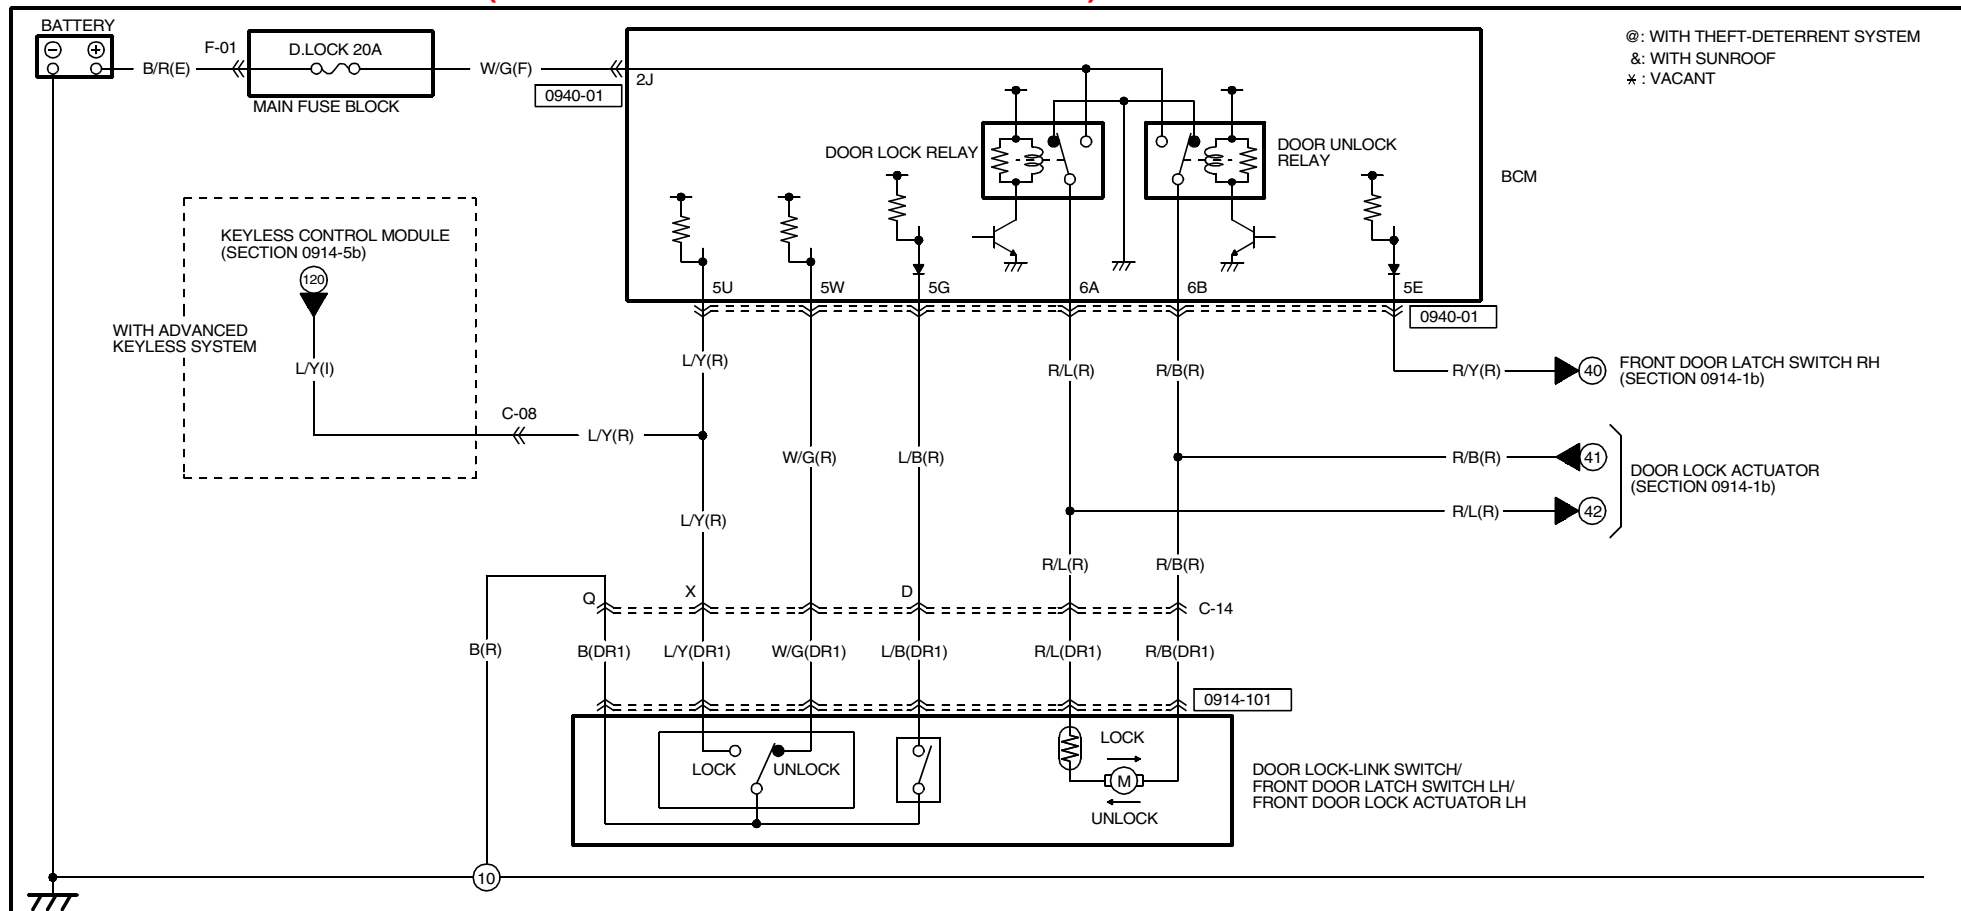 BATTERY
B/R(E)
F-01
D.LOCK 20A
MAIN FUSE BLOCK
W/G(F)
0940-01
2J
@: WITH THEFT-DETERRENT SYSTEM
&: WITH SUNROOF
* : VACANT
DOOR LOCK RELAY
DOOR UNLOCK
RELAY
BCM
KEYLESS CONTROL MODULE
(SECTION 0914-5b)
120
WITH ADVANCED
KEYLESS SYSTEM
L/Y(I)
5U
5W
5G
6A
6B
5E
0940-01
L/Y(R)
R/L(R)
R/B(R)
R/Y(R)
40
FRONT DOOR LATCH SWITCH RH
(SECTION 0914-1b)
C-08
L/Y(R)
W/G(R)
L/B(R)
R/B(R)
41
DOOR LOCK ACTUATOR
(SECTION 0914-1b)
R/L(R)
42
L/Y(R)
R/L(R)
R/B(R)
Q
X
D
C-14
B(R)
B(DR1)
L/Y(DR1)
W/G(DR1)
L/B(DR1)
R/L(DR1)
R/B(DR1)
0914-101
LOCK
UNLOCK
LOCK
M
UNLOCK
DOOR LOCK-LINK SWITCH/
FRONT DOOR LATCH SWITCH LH/
FRONT DOOR LOCK ACTUATOR LH
10